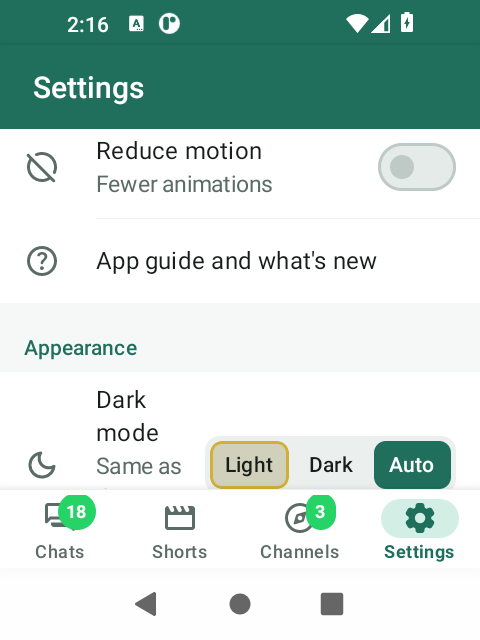 2:16
A
Settings
Reduce motion
Fewer animations
App guide and what's new
Appearance
Dark
mode
Same as
Light
Dark
Auto
18
3
Chats
Shorts
Channels
Settings